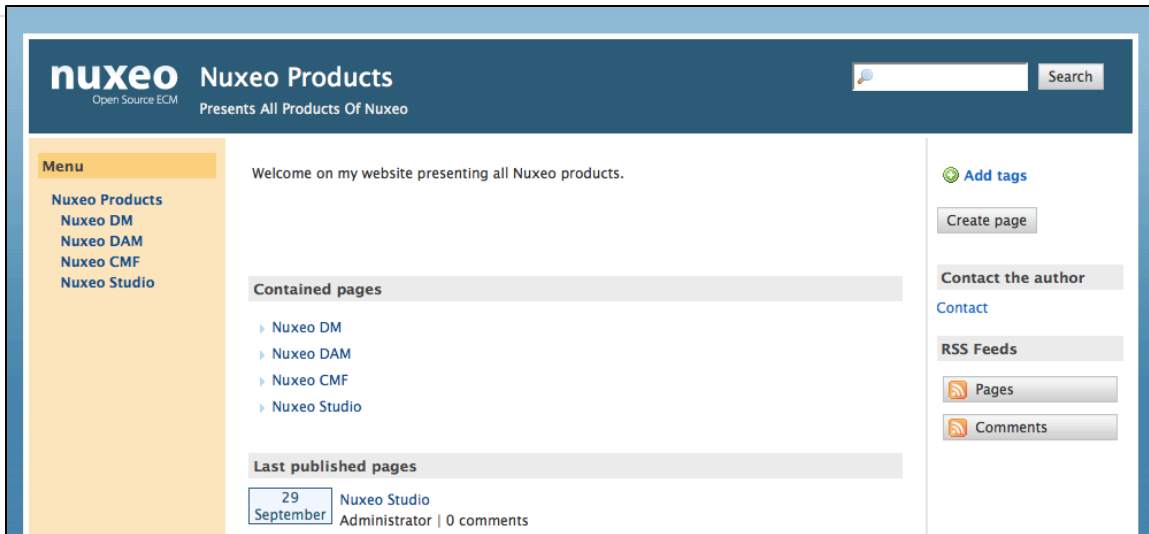 nuxeo
Open Source ECM
Nuxeo Products
Presents All Products Of Nuxeo
Search
Menu
Nuxeo Products
Nuxeo DM
Nuxeo DAM
Nuxeo CMF
Nuxeo Studio
Welcome on my website presenting all Nuxeo products.
Contained pages
Nuxeo DM
Nuxeo DAM
Nuxeo CMF
Nuxeo Studio
Last published pages
29
September
Nuxeo Studio
Administrator | 0 comments
Add tags
Create page
Contact the author
Contact
RSS Feeds
Pages
Comments